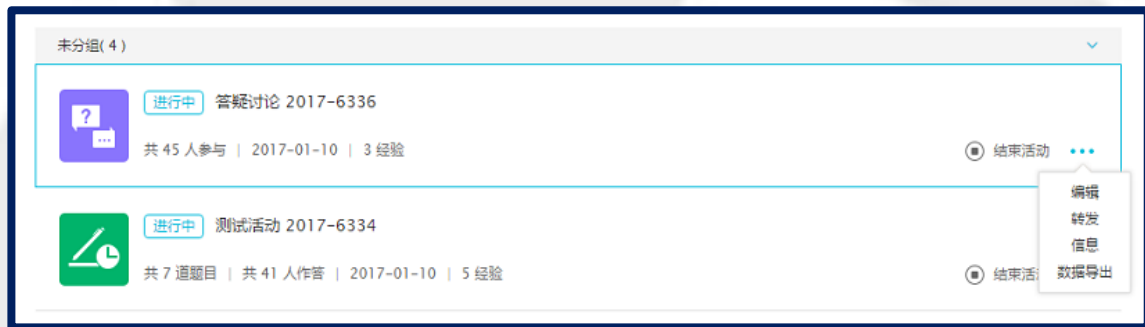 未分组( 4 )
进行中 答疑讨论 2017-6336
共 45 人参与 | 2017-01-10 | 3 经验
结束活动
编辑
转发
信息
数据导出
进行中 测试活动 2017-6334
共 7 道题目 | 共 41 人作答 | 2017-01-10 | 5 经验
结束活